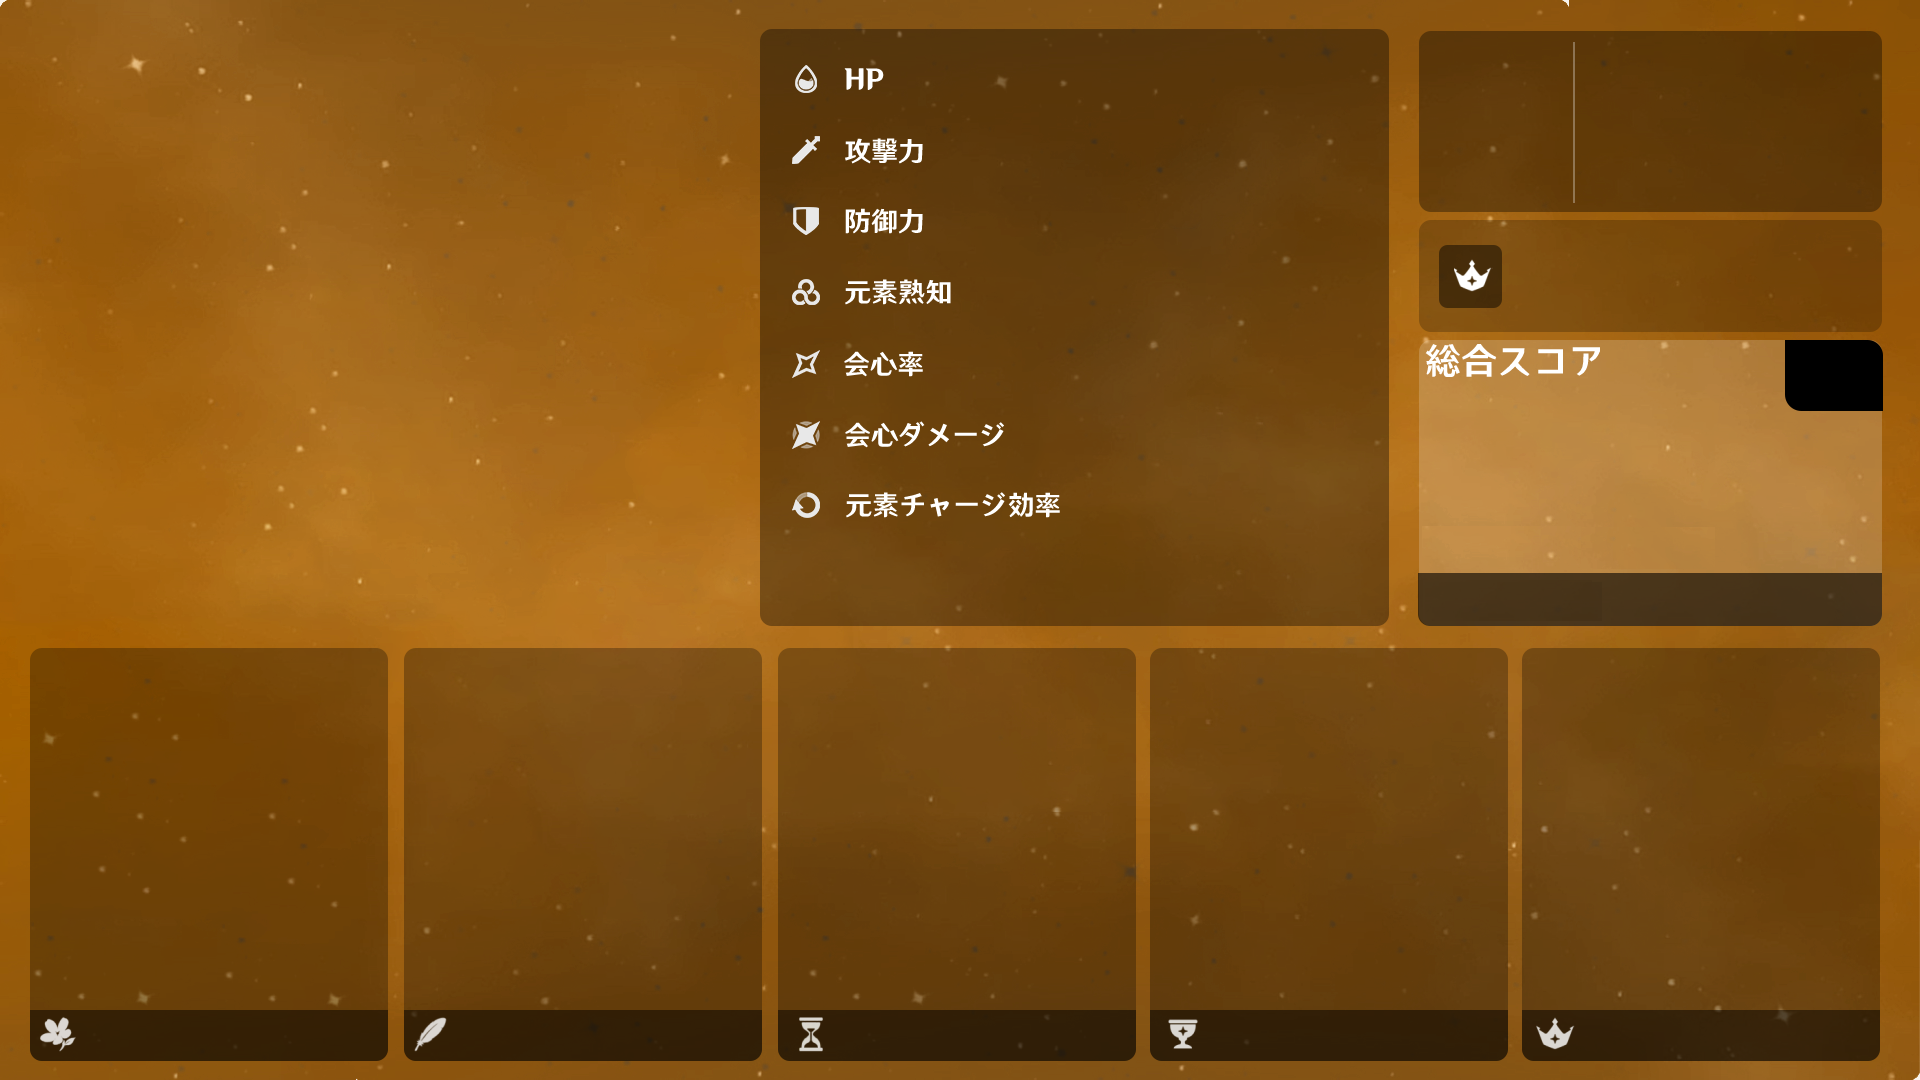 HP
攻撃力
防御力
元素熟知
会心率
会心ダメージ
元素チャージ効率
総合スコア